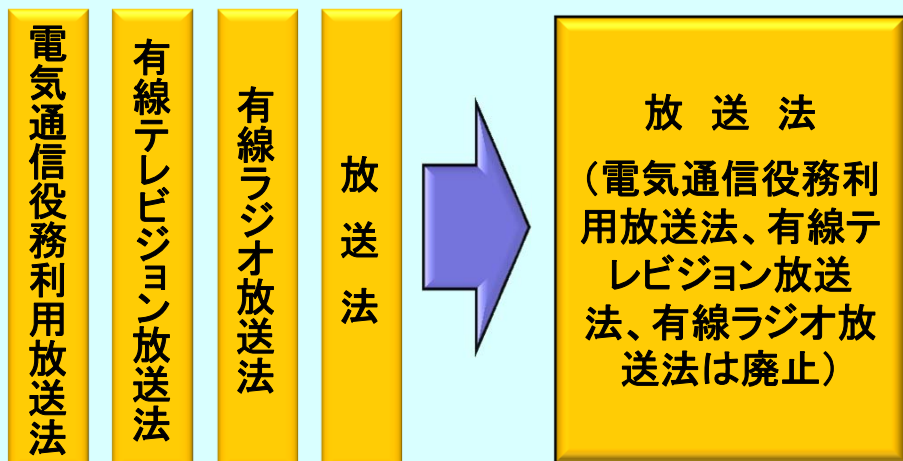 電気通信役務利用放送法
有線テレビジョン放送法
有線ラジオ放送法
放送法
放送法
（電気通信役務利
用放送法、有線テ
レビジョン放送
法、有線ラジオ放
送法は廃止）